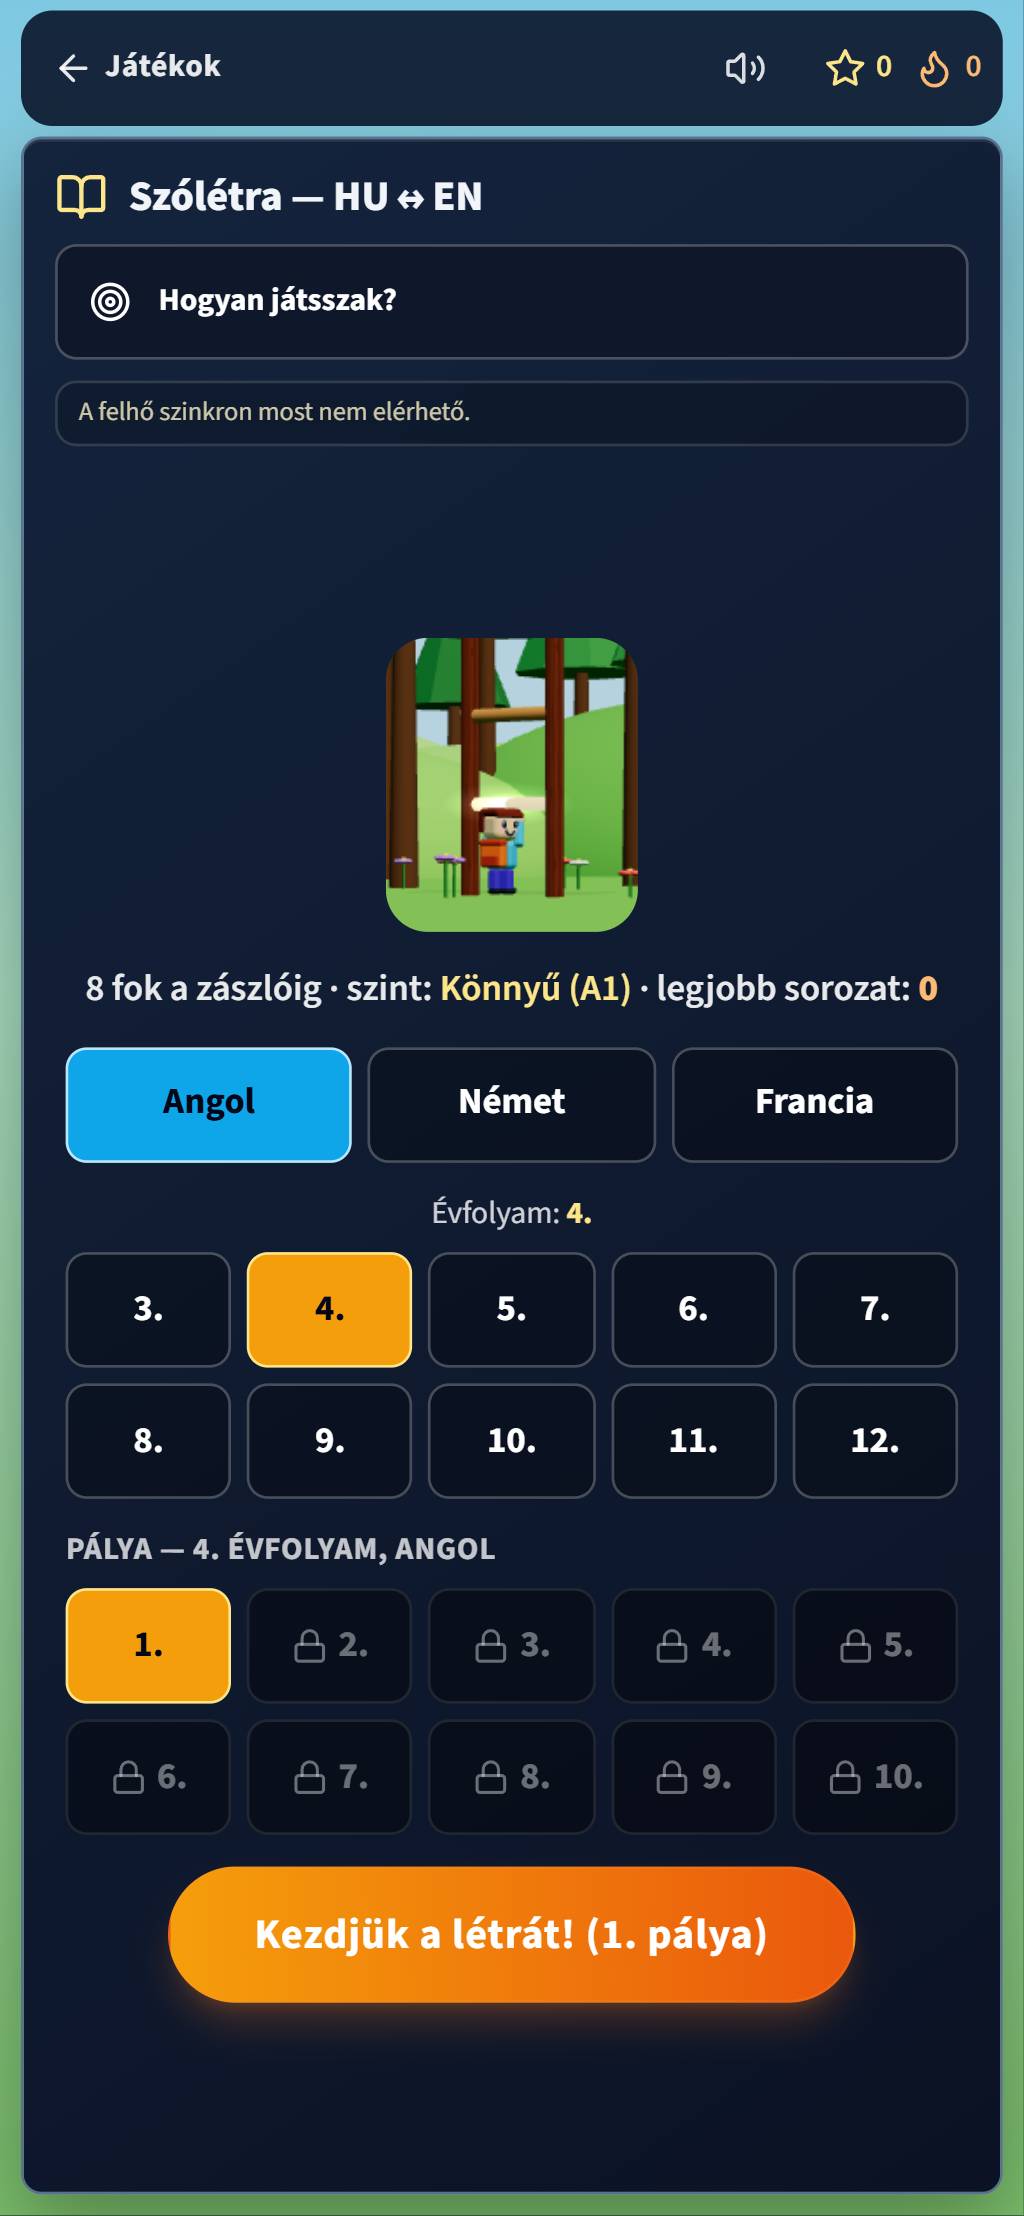 Játékok 0 0
Szólétra — HU ↔ EN
Hogyan játsszak?
A felhő szinkron most nem elérhető.
8 fok a zászlóig · szint: Könnyű (A1) · legjobb sorozat: 0
Angol Német Francia
Évfolyam: 4.
3. 4. 5. 6. 7.
8. 9. 10. 11. 12.
PÁLYA — 4. ÉVFOLYAM, ANGOL
1. 2. 3. 4. 5.
6. 7. 8. 9. 10.
Kezdjük a létrát! (1. pálya)